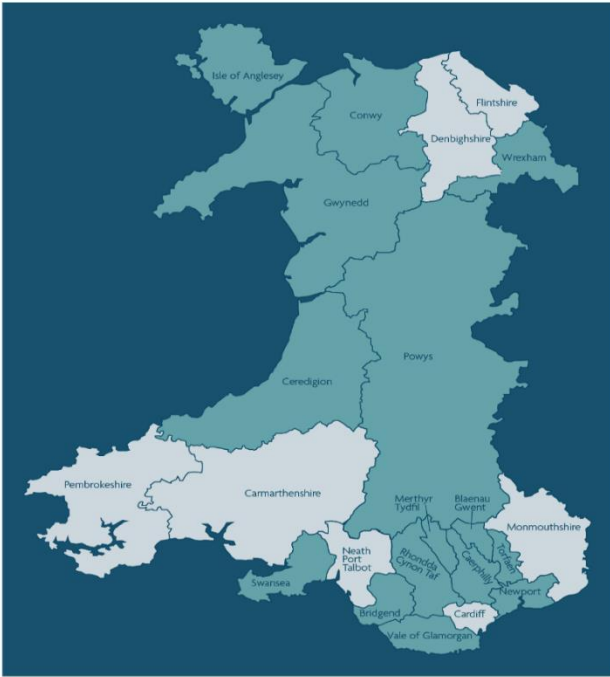 Isle of Anglesey
Conwy
Flintshire
Denbighshire
Wrexham
Gwynedd
Powys
Ceredigion
Pembrokeshire
Carmarthenshire
Merthyr
Tydfil
Blaenau
Gwent
Monmouthshire
Neath
Port
Talbot
Rhondda
Cynon Taf
Caerphilly
Torfaen
Swansea
Newport
Bridgend
Cardiff
Vale of Glamorgan